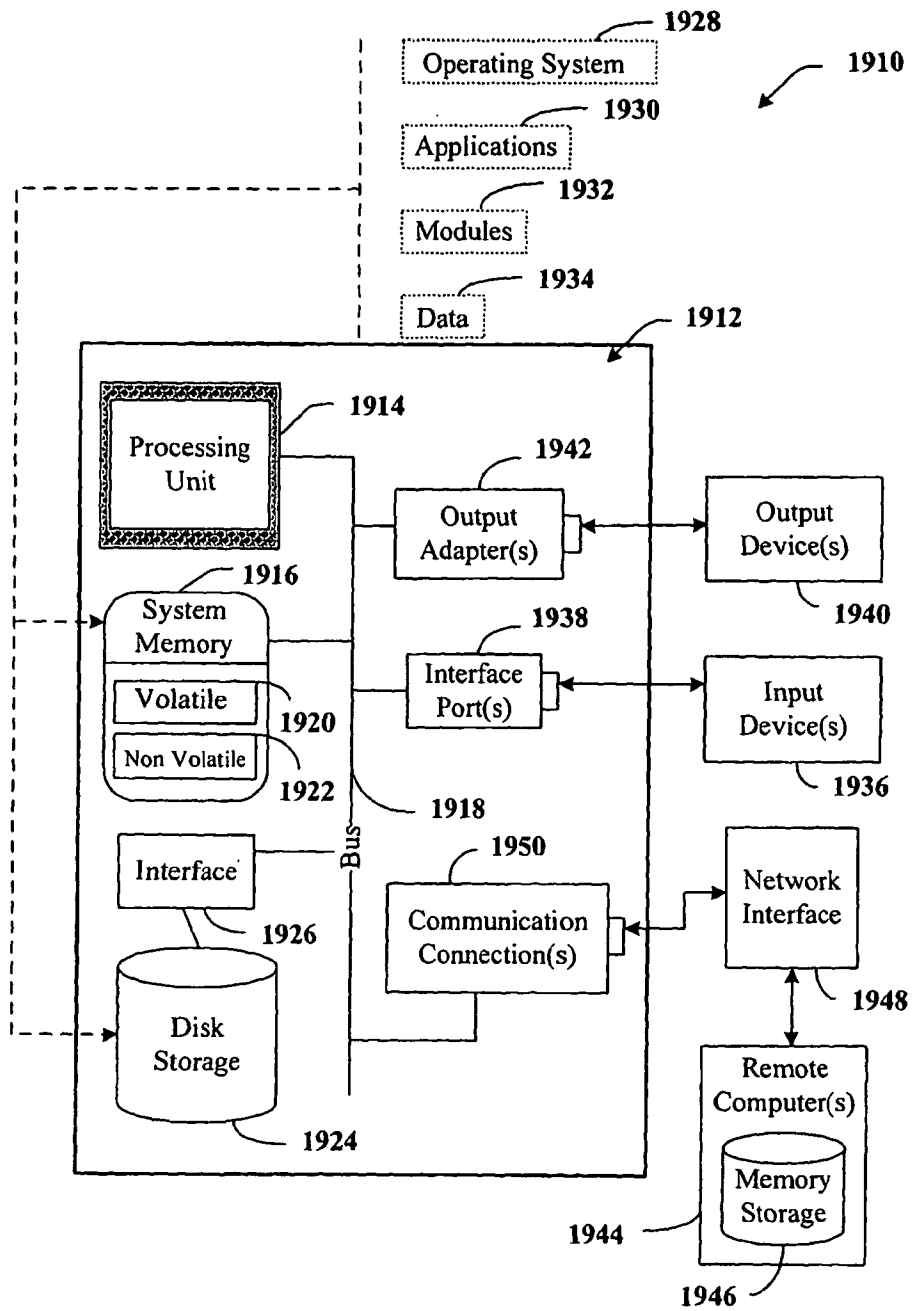 1928
Operating System
1910
1930
Applications
1932
Modules
1934
Data
1912
1914
Processing
Unit
1942
Output
Adapter(s)
Output
Device(s)
1940
1916
System
Memory
1938
Interface
Port(s)
Input
Device(s)
1936
Volatile
1920
Non Volatile
1922
1918
Bus
1950
Interface
1926
Communication
Connection(s)
Network
Interface
1948
Disk
Storage
1924
Remote
Computer(s)
Memory
Storage
1944
1946